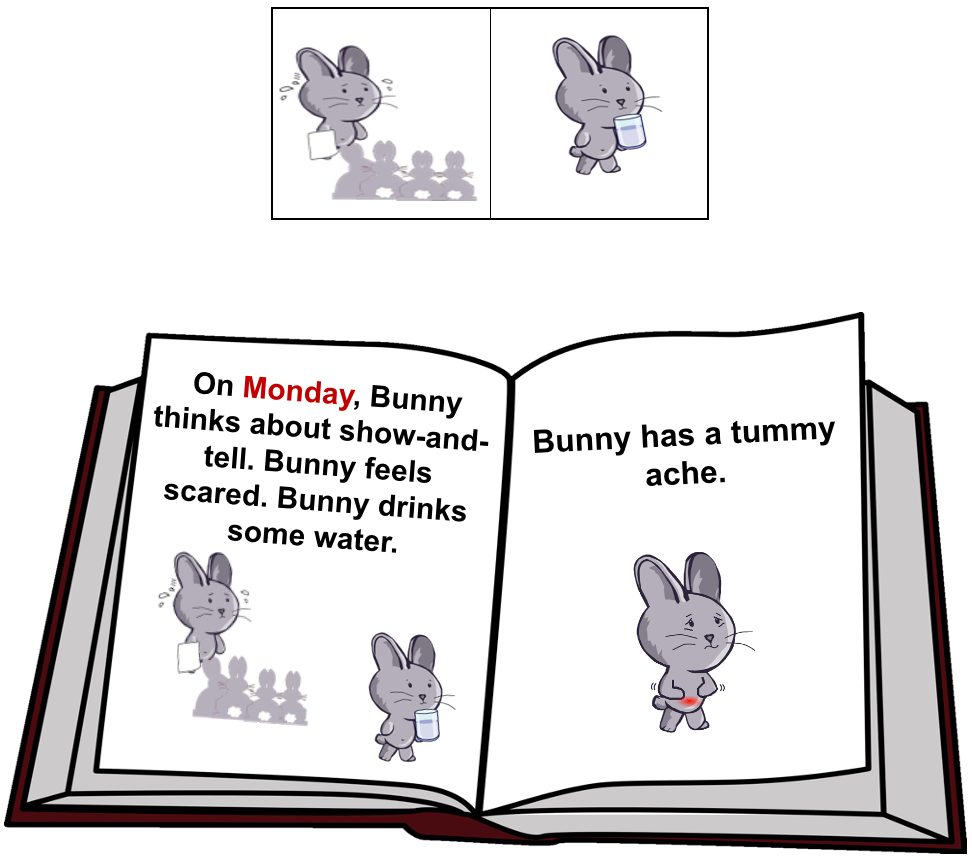 On Monday, Bunny
thinks about show-and-
tell. Bunny feels
scared. Bunny drinks
some water.
Bunny has a tummy
ache.